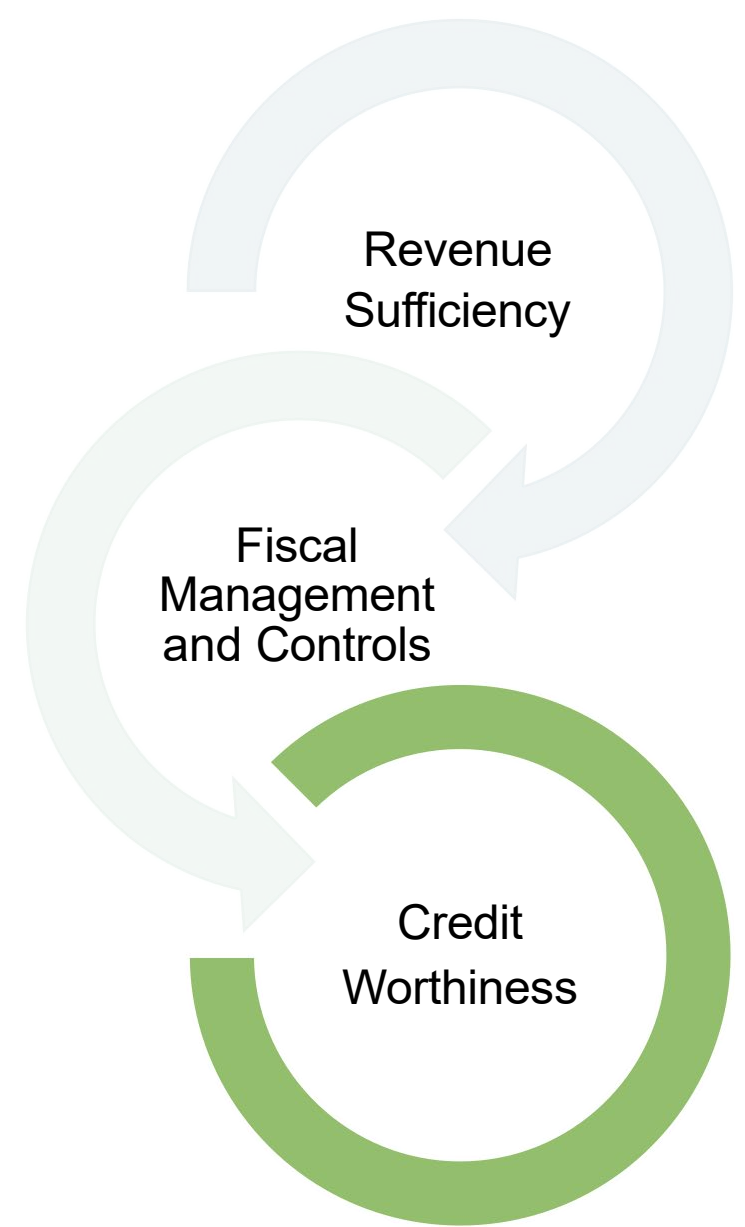 Revenue
Sufficiency
Fiscal
Management
and Controls
Credit
Worthiness